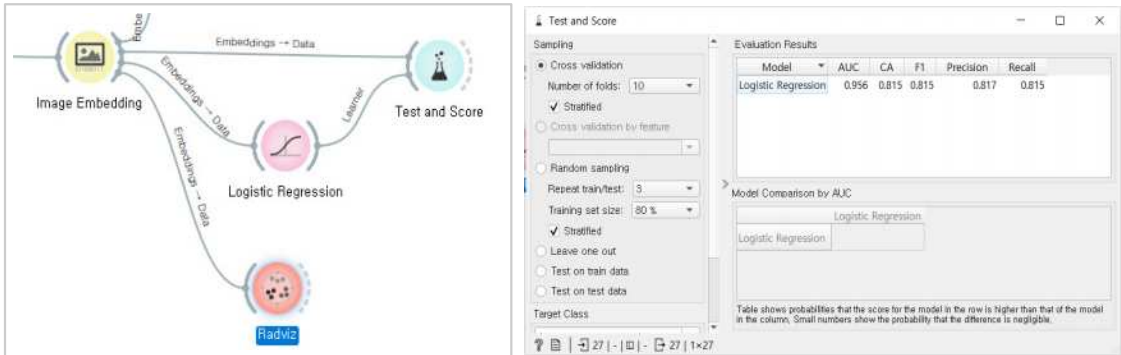 Embe
Embeddings → Data
Embeddings → Data
Embeddings → Data
Learner
Image Embedding
Test and Score
Logistic Regression
Radviz
Test and Score
Sampling
Cross validation
Number of folds: 10
Stratified
Cross validation by feature
Random sampling
Repeat train/test: 3
Training set size: 80 %
Stratified
Leave one out
Test on train data
Test on test data
Target Class
Evaluation Results
Model AUC CA F1 Precision Recall
Logistic Regression 0.956 0.815 0.815 0.817 0.815
Model Comparison by AUC
Logistic Regression
Logistic Regression
Table shows probabilities that the score for the model in the row is higher than that of the model
in the column. Small numbers show the probability that the difference is negligible.
27 | - | - 27 | 1×27